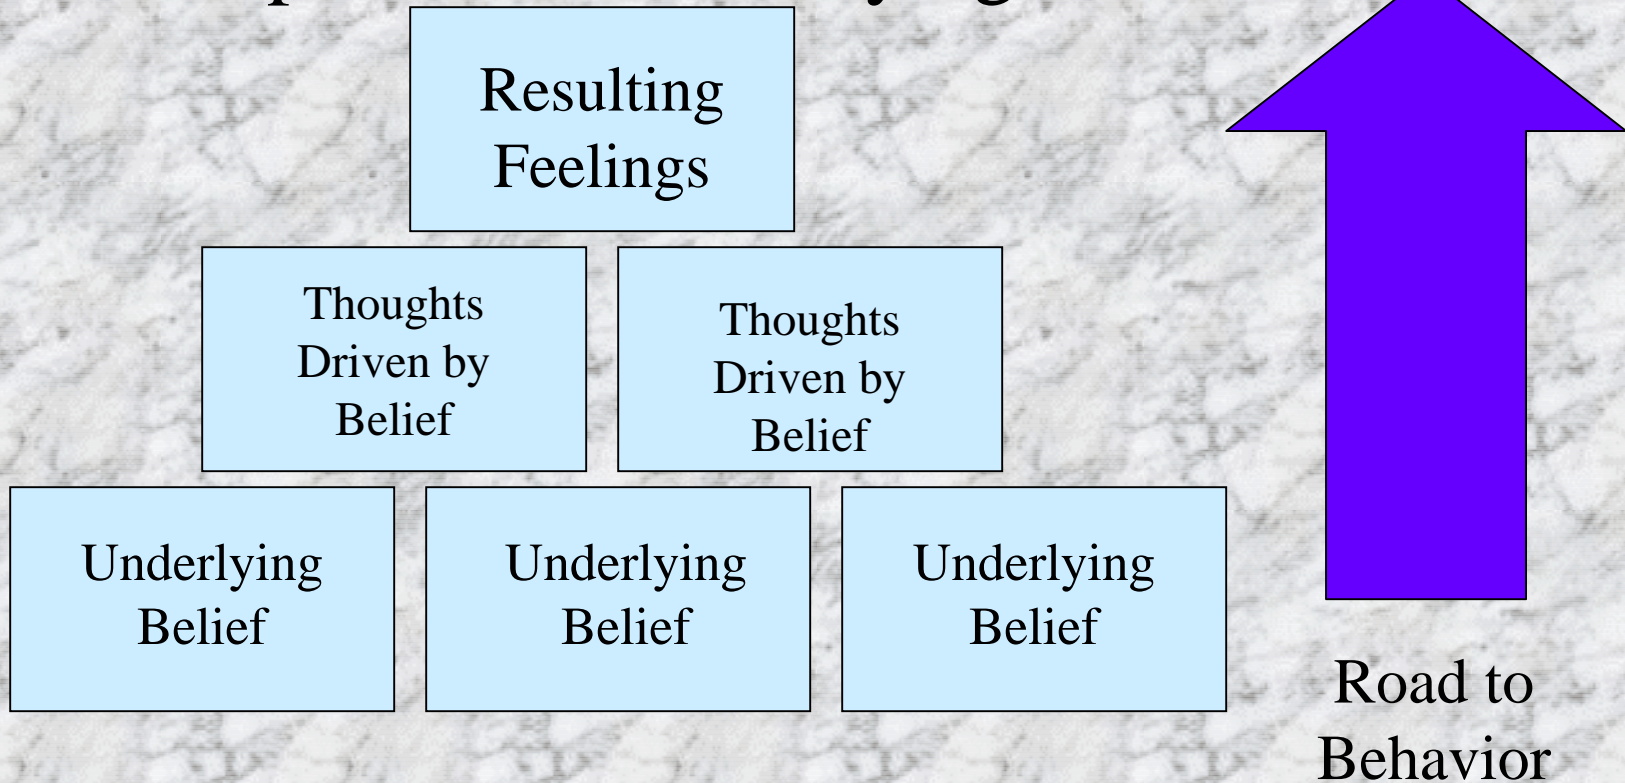 Resulting
Feelings
Thoughts
Driven by
Belief
Thoughts
Driven by
Belief
Underlying
Belief
Underlying
Belief
Underlying
Belief
Road to
Behavior